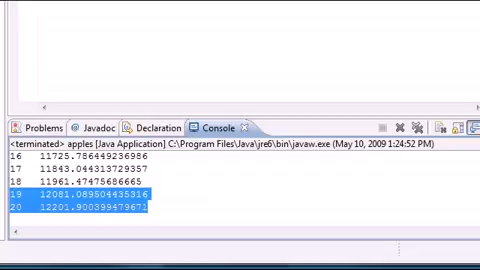 Problems @ Javadoc Declaration Console
<terminated> apples [Java Application] C:\Program Files\Java\jre6\bin\javaw.exe (May 10, 2009 1:24:52 PM)
16 11725.786449236986
17 11843.044313729357
18 11961.47475686665
19 12081.089504435316
20 12201.900399479671